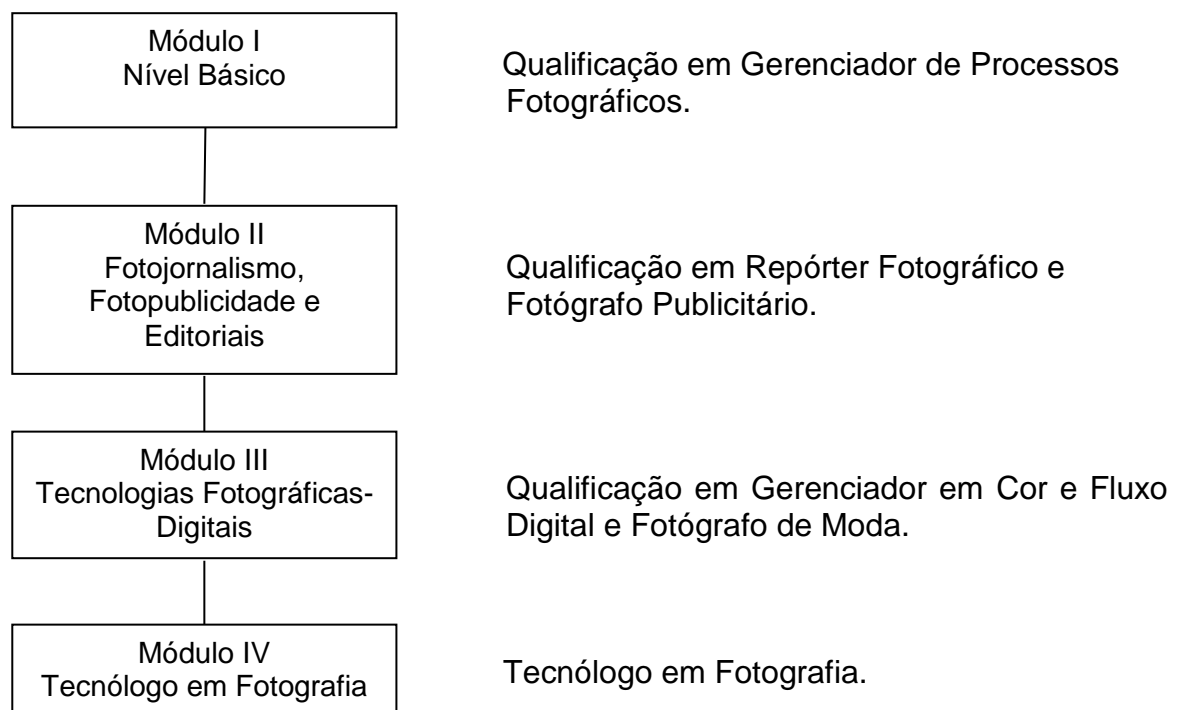 Módulo I
Nível Básico
Qualificação em Gerenciador de Processos
Fotográficos.
Módulo II
Fotojornalismo,
Fotopublicidade e
Editoriais
Qualificação em Repórter Fotográfico e
Fotógrafo Publicitário.
Módulo III
Tecnologias Fotográficas-
Digitais
Qualificação em Gerenciador em Cor e Fluxo
Digital e Fotógrafo de Moda.
Módulo IV
Tecnólogo em Fotografia
Tecnólogo em Fotografia.